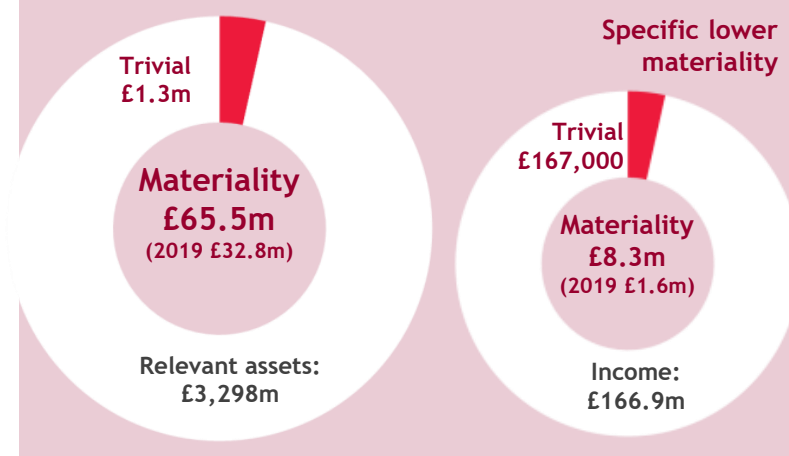 Trivial
£1.3m
Materiality
£65.5m
(2019 £32.8m)
Relevant assets:
£3,298m
Specific lower
materiality
Trivial
£167,000
Materiality
£8.3m
(2019 £1.6m)
Income:
£166.9m